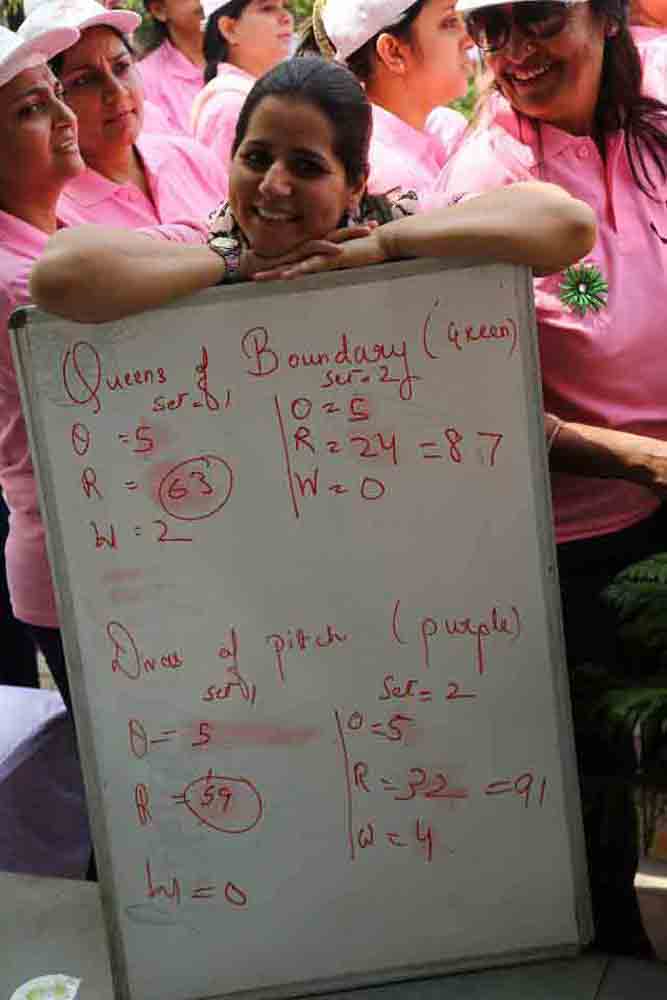 Queens of Boundary (Green)
set = 1
O = 5
R = 63
W = 2
set = 2
O = 5
R = 24 = 87
W = 0
Divas of pitch (purple)
set 1
O = 5
R = 59
W = 0
Set = 2
O = 5
R = 32 = 91
W = 4